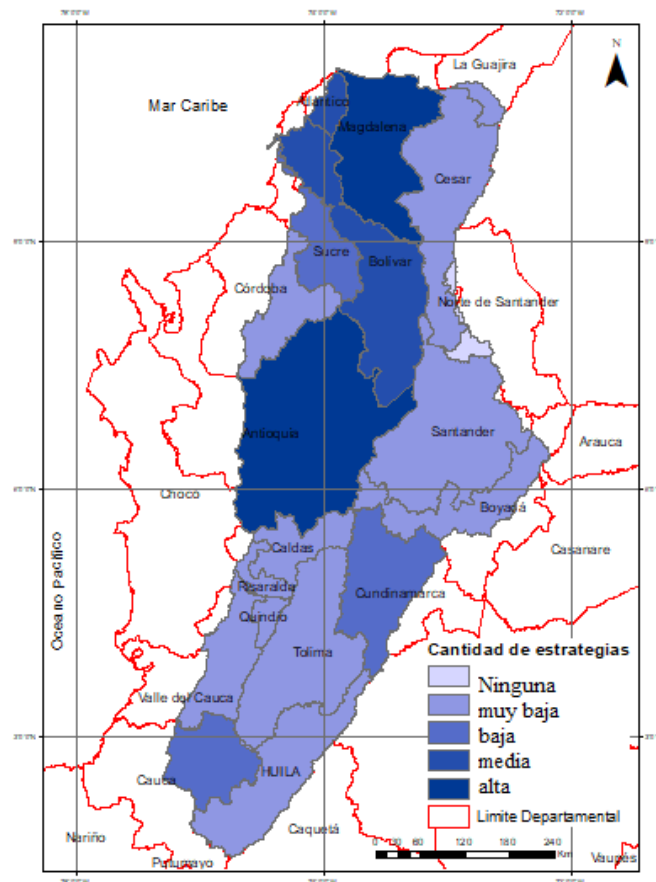 N
La Guajira
Mar Caribe
Atlántico
Magdalena
Cesar
Sucre
Bolívar
Córdoba
Norte de Santander
Antioquia
Santander
Arauca
Chocó
Boyacá
Caldas
Casanare
Risaralda
Cundinamarca
Quindío
Océano Pacífico
Tolima
Valle del Cauca
Cauca
HUILA
Nariño
Caquetá
Putumayo
Vaupés
Cantidad de estrategias
Ninguna
muy baja
baja
media
alta
Limite Departamental
0 30 60 120 180 240
Km